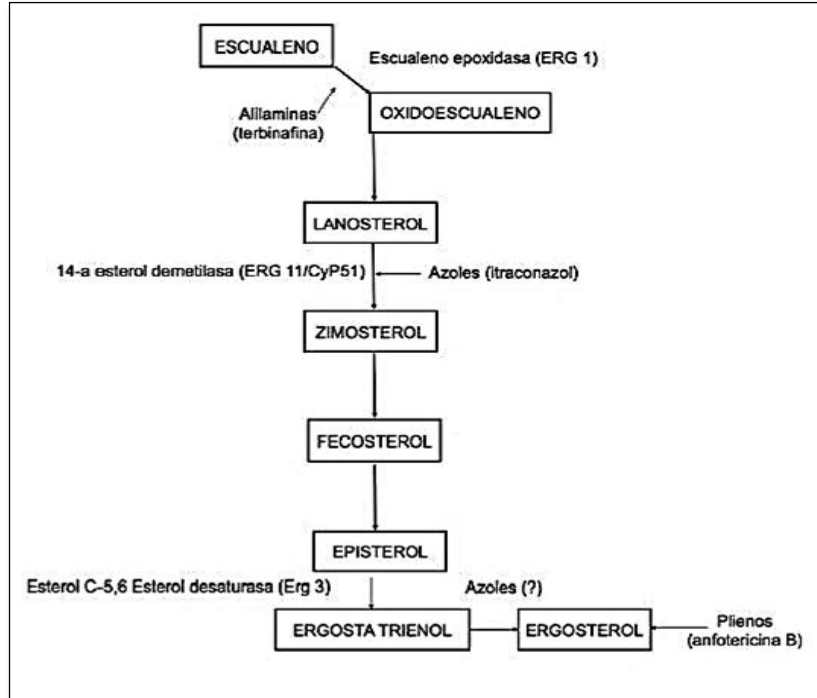 ESCUALENO
Escualeno epoxidasa (ERG 1)
Alilaminas
(terbinafina)
OXIDOESCUALENO
LANOSTEROL
14-a esterol demetilasa (ERG 11/CyP51)
Azoles (itraconazol)
ZIMOSTEROL
FECOSTEROL
EPISTEROL
Esterol C-5,6 Esterol desaturasa (Erg 3)
Azoles (?)
ERGOSTA TRIENOL
ERGOSTEROL
Plienos
(anfotericina B)